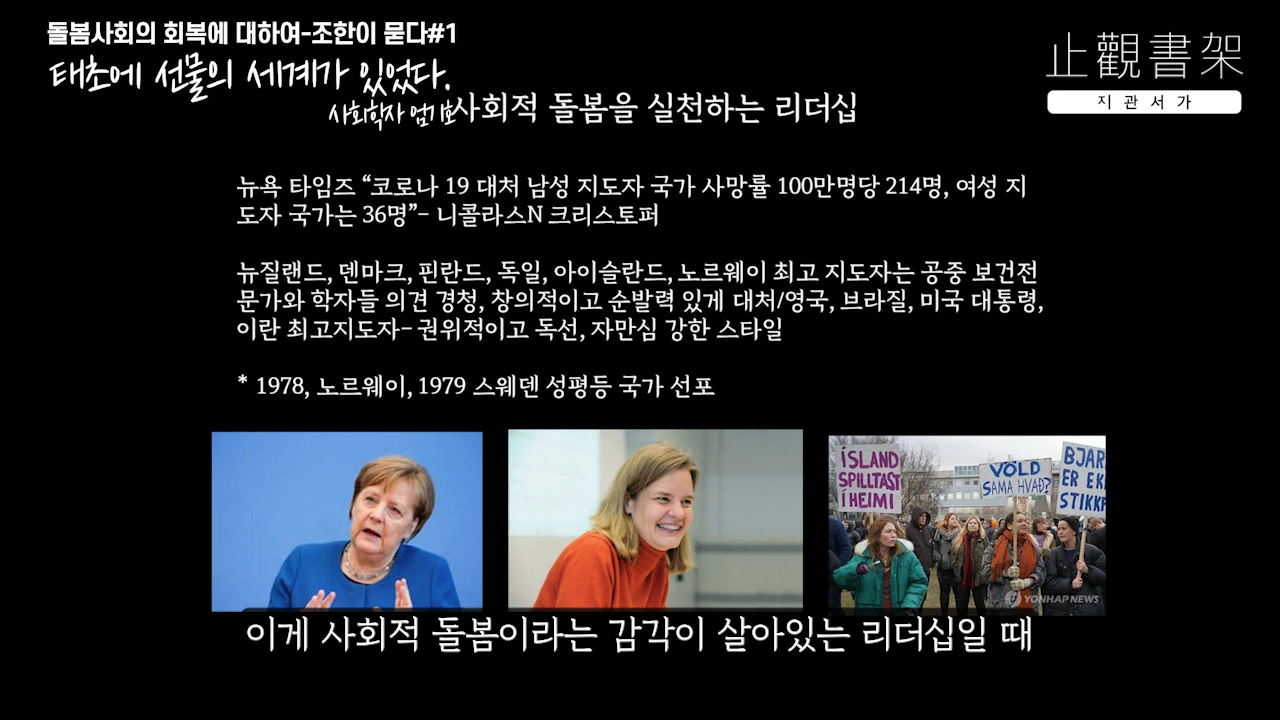 돌봄사회의 회복에 대하여-조한이 묻다#1
태초에 선물의 세계가 있었다.
사회학자 엄기호
止觀書架
지관서가
사회적 돌봄을 실천하는 리더십
뉴욕 타임즈 “코로나 19 대처 남성 지도자 국가 사망률 100만명당 214명, 여성 지
도자 국가는 36명”- 니콜라스N 크리스토퍼
뉴질랜드, 덴마크, 핀란드, 독일, 아이슬란드, 노르웨이 최고 지도자는 공중 보건전
문가와 학자들 의견 경청, 창의적이고 순발력 있게 대처/영국, 브라질, 미국 대통령,
이란 최고지도자- 권위적이고 독선, 자만심 강한 스타일
* 1978, 노르웨이, 1979 스웨덴 성평등 국가 선포
ÍSLAND
SPILLTAST
Í HEIMI
VÖLD
SAMA HVAÐ?
BJAR
ER EK
STIKK
YONHAP NEWS
이게 사회적 돌봄이라는 감각이 살아있는 리더십일 때